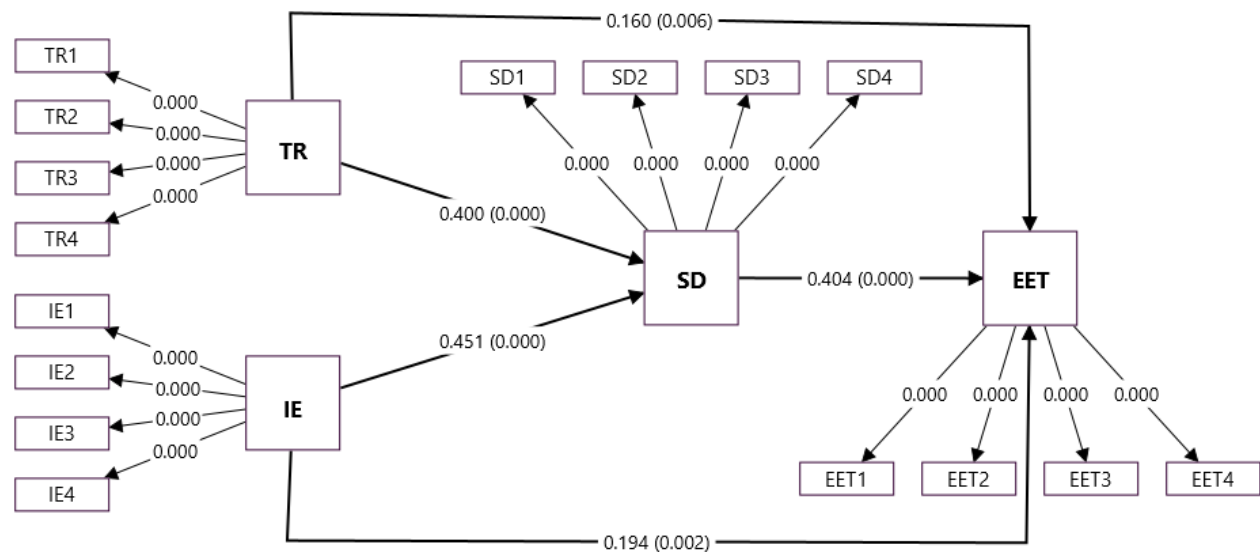 0.160 (0.006)
TR1
TR2
TR3
TR4
0.000
0.000
0.000
0.000
TR
SD1
SD2
SD3
SD4
0.000
0.000
0.000
0.000
0.400 (0.000)
SD
0.404 (0.000)
EET
0.451 (0.000)
IE1
IE2
IE3
IE4
0.000
0.000
0.000
0.000
IE
0.000
0.000
0.000
0.000
EET1
EET2
EET3
EET4
0.194 (0.002)